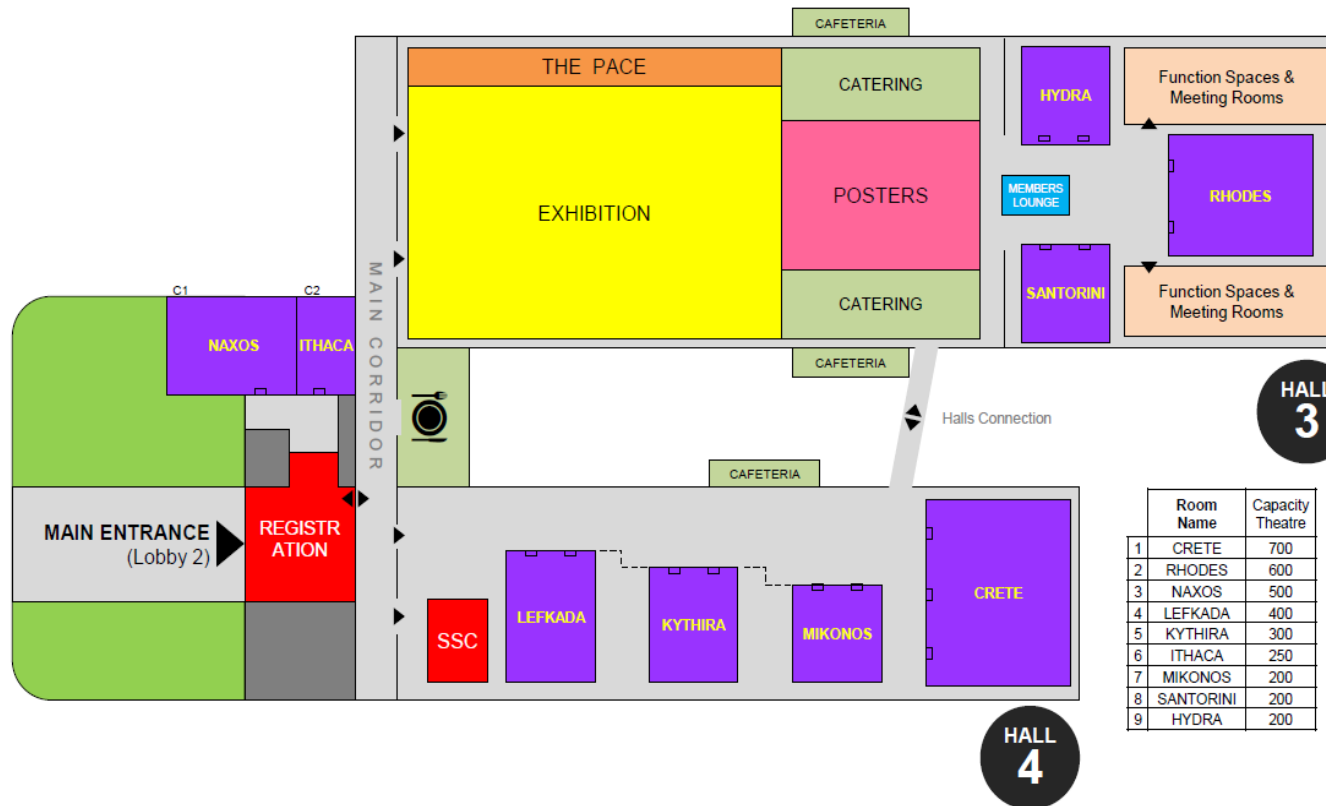 CAFETERIA
THE PACE
CATERING
HYDRA
Function Spaces &
Meeting Rooms
EXHIBITION
POSTERS
MEMBERS
LOUNGE
RHODES
MAIN CORRIDOR
C1
C2
NAXOS
ITHACA
CATERING
SANTORINI
Function Spaces &
Meeting Rooms
CAFETERIA
HALL
3
Halls Connection
CAFETERIA
MAIN ENTRANCE
(Lobby 2)
REGISTR
ATION
SSC
LEFKADA
KYTHIRA
MIKONOS
CRETE
HALL
4
Room Name Capacity Theatre
1 CRETE 700
2 RHODES 600
3 NAXOS 500
4 LEFKADA 400
5 KYTHIRA 300
6 ITHACA 250
7 MIKONOS 200
8 SANTORINI 200
9 HYDRA 200